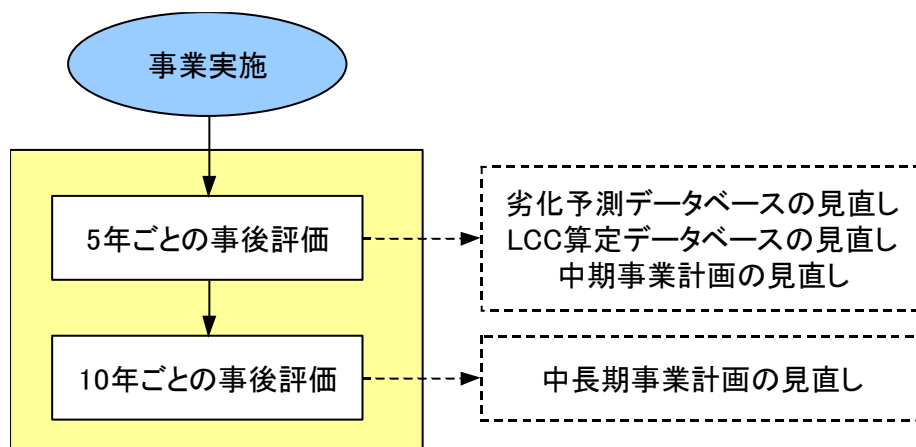 事業実施
5年ごとの事後評価
劣化予測データベースの見直し
LCC算定データベースの見直し
中期事業計画の見直し
10年ごとの事後評価
中長期事業計画の見直し